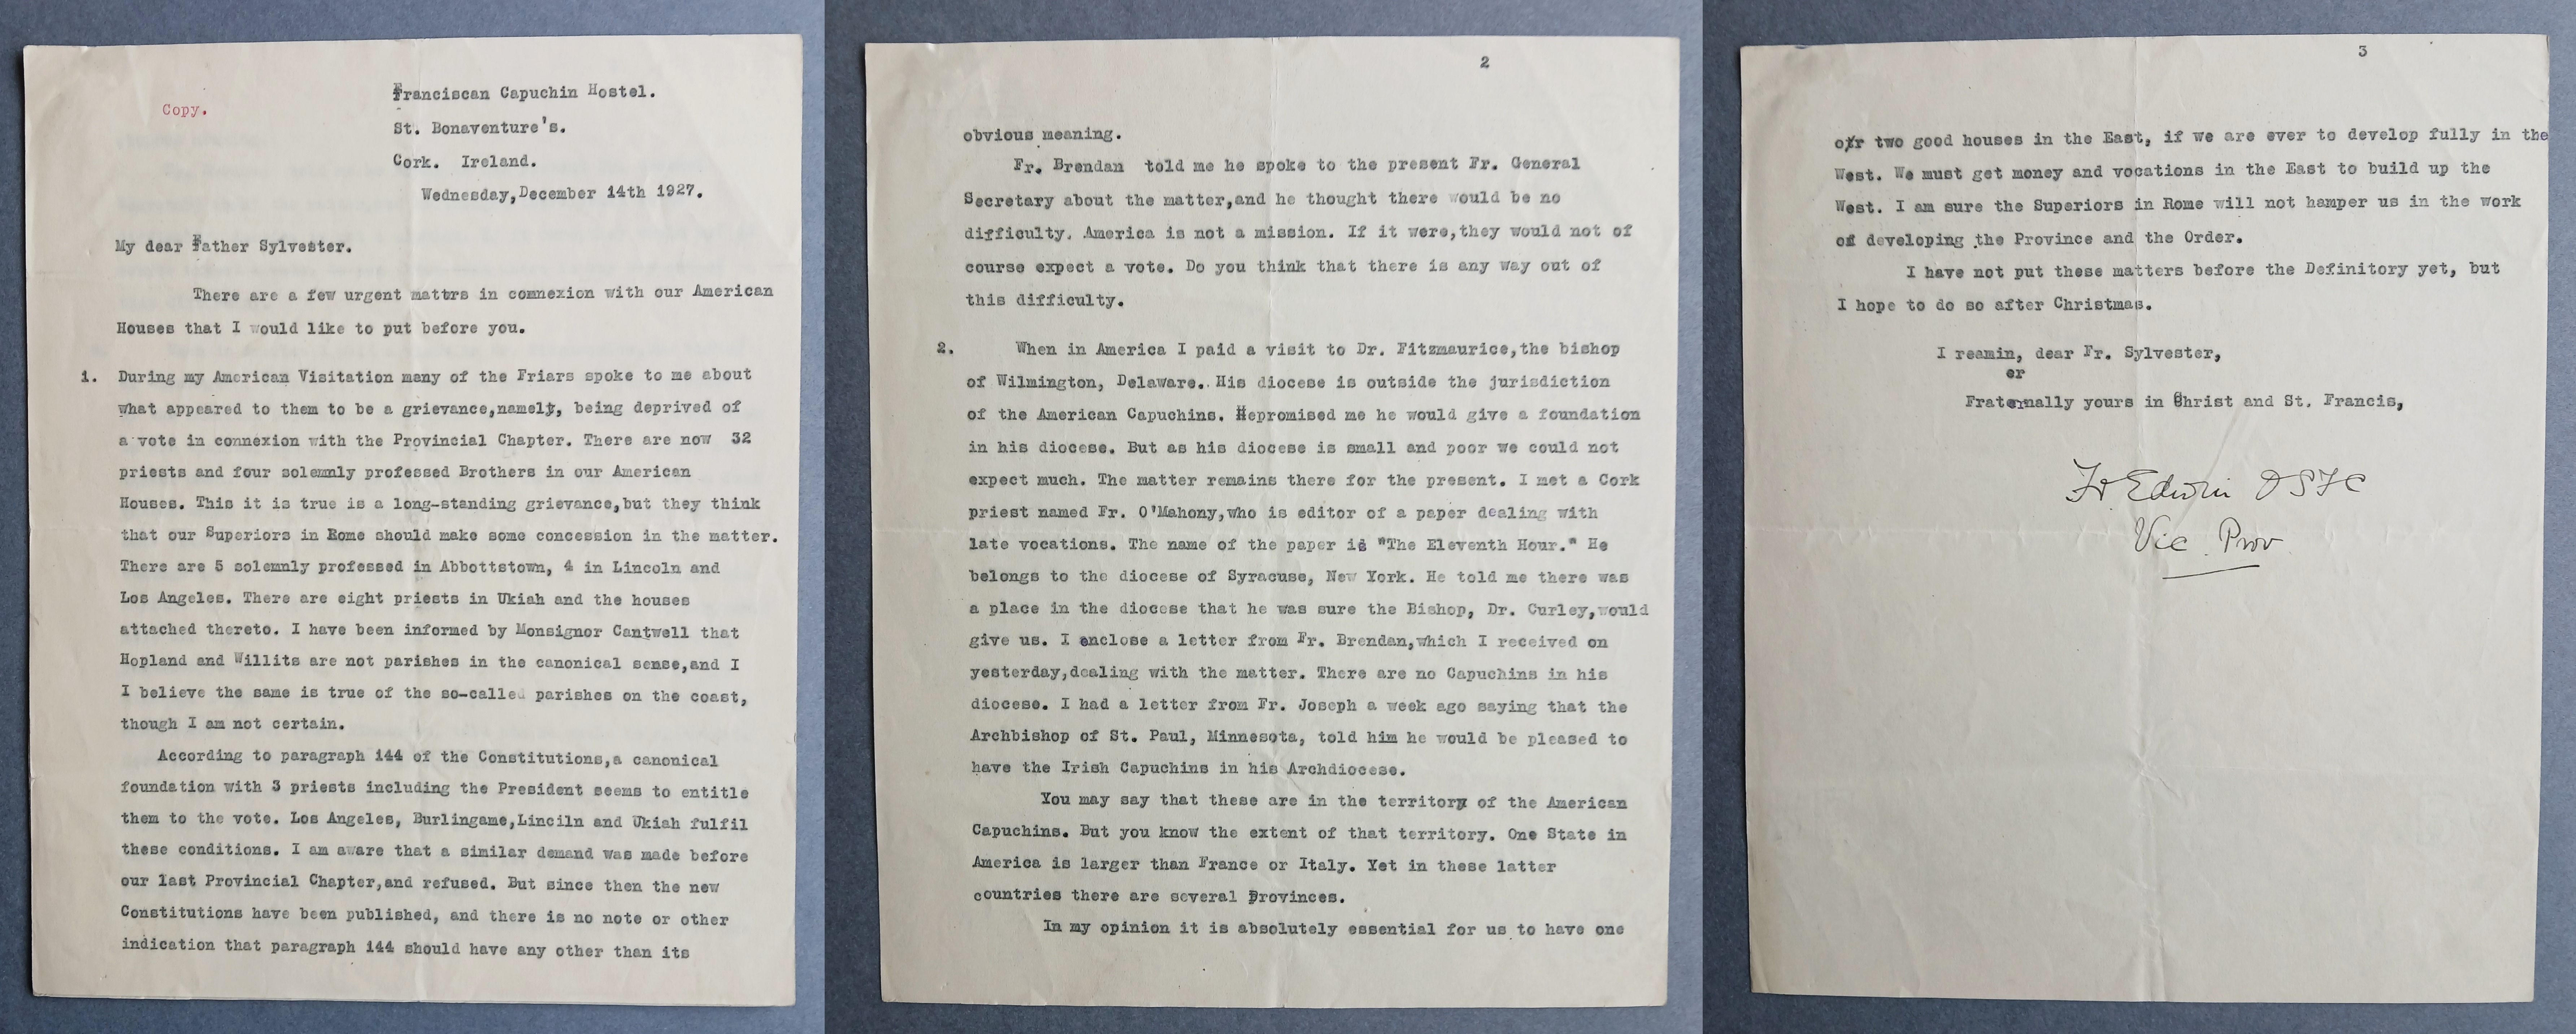 Copy.
Franciscan Capuchin Hostel.
St. Bonaventure's.
Cork. Ireland.
Wednesday,December 14th 1927.
My dear Father Sylvester.
There are a few urgent mattrs in connexion with our American
Houses that I would like to put before you.
1. During my American Visitation many of the Friars spoke to me about
what appeared to them to be a grievance,namely, being deprived of
a vote in connexion with the Provincial Chapter. There are now 32
priests and four solemnly professed Brothers in our American
Houses. This it is true is a long-standing grievance,but they think
that our Superiors in Rome should make some concession in the matter.
There are 5 solemnly professed in Abbottstown, 4 in Lincoln and
Los Angeles. There are eight priests in Ukiah and the houses
attached thereto. I have been informed by Monsignor Cantwell that
Hopland and Willits are not parishes in the canonical sense,and I
I believe the same is true of the so-called parishes on the coast,
though I am not certain.
According to paragraph 144 of the Constitutions,a canonical
foundation with 3 priests including the President seems to entitle
them to the vote. Los Angeles, Burlingame,Linciln and Ukiah fulfil
these conditions. I am aware that a similar demand was made before
our last Provincial Chapter,and refused. But since then the new
Constitutions have been published, and there is no note or other
indication that paragraph 144 should have any other than its
2
obvious meaning.
Fr. Brendan told me he spoke to the present Fr. General
Secretary about the matter,and he thought there would be no
difficulty. America is not a mission. If it were,they would not of
course expect a vote. Do you think that there is any way out of
this difficulty.
2. When in America I paid a visit to Dr. Fitzmaurice,the bishop
of Wilmington, Delaware. His diocese is outside the jurisdiction
of the American Capuchins. Hepromised me he would give a foundation
in his diocese. But as his diocese is small and poor we could not
expect much. The matter remains there for the present. I met a Cork
priest named Fr. O'Mahony,who is editor of a paper dealing with
late vocations. The name of the paper is "The Eleventh Hour." He
belongs to the diocese of Syracuse, New York. He told me there was
a place in the diocese that he was sure the Bishop, Dr. Curley,would
give us. I enclose a letter from Fr. Brendan,which I received on
yesterday,dealing with the matter. There are no Capuchins in his
diocese. I had a letter from Fr. Joseph a week ago saying that the
Archbishop of St. Paul, Minnesota, told him he would be pleased to
have the Irish Capuchins in his Archdiocese.
You may say that these are in the territory of the American
Capuchins. But you know the extent of that territory. One State in
America is larger than France or Italy. Yet in these latter
countries there are several Provinces.
In my opinion it is absolutely essential for us to have one
3
or two good houses in the East, if we are ever to develop fully in the
West. We must get money and vocations in the East to build up the
West. I am sure the Superiors in Rome will not hamper us in the work
of developing the Province and the Order.
I have not put these matters before the Definitory yet, but
I hope to do so after Christmas.
I reamin, dear Fr. Sylvester,
er
Fraternally yours in Christ and St. Francis,
Fr Edwin OSFC
Vic. Prov